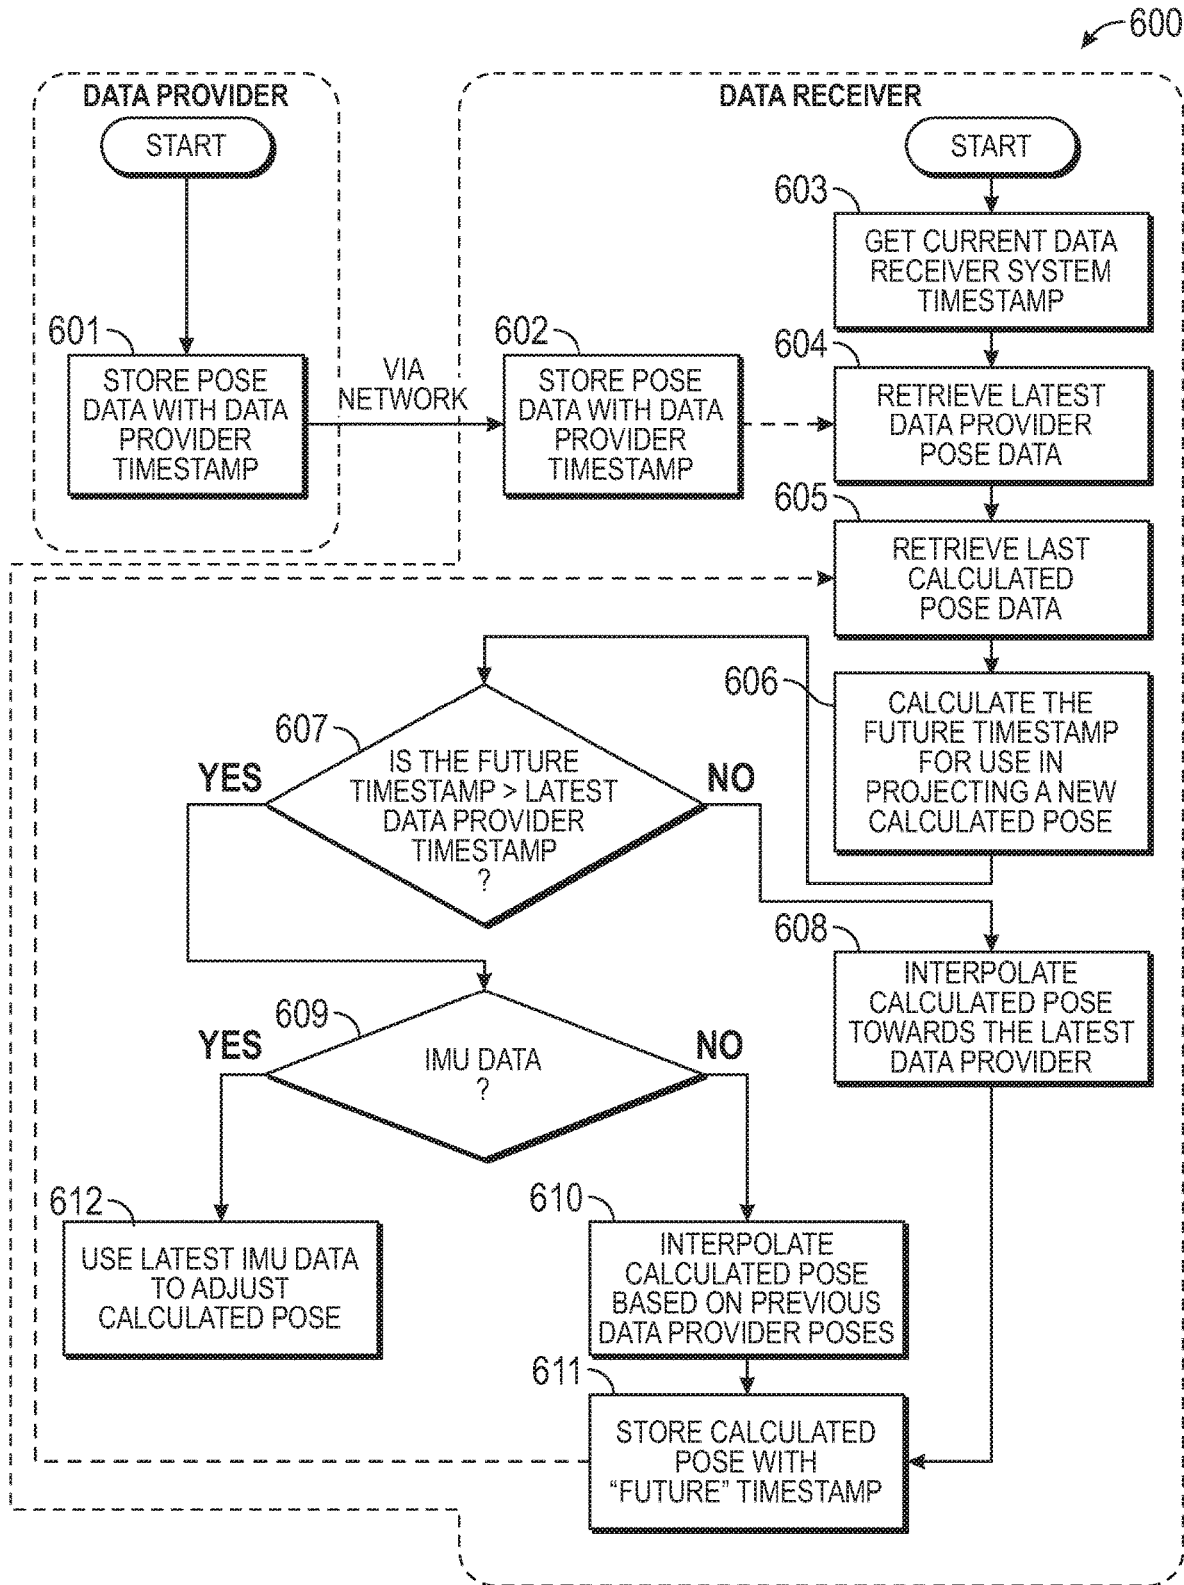 600
DATA PROVIDER
START
601
STORE POSE
DATA WITH DATA
PROVIDER
TIMESTAMP
VIA
NETWORK
DATA RECEIVER
602
STORE POSE
DATA WITH DATA
PROVIDER
TIMESTAMP
START
603
GET CURRENT DATA
RECEIVER SYSTEM
TIMESTAMP
604
RETRIEVE LATEST
DATA PROVIDER
POSE DATA
605
RETRIEVE LAST
CALCULATED
POSE DATA
606
CALCULATE THE
FUTURE TIMESTAMP
FOR USE IN
PROJECTING A NEW
CALCULATED POSE
607
YES
IS THE FUTURE
TIMESTAMP > LATEST
DATA PROVIDER
TIMESTAMP
?
NO
608
INTERPOLATE
CALCULATED POSE
TOWARDS THE LATEST
DATA PROVIDER
609
YES
IMU DATA
?
NO
612
USE LATEST IMU DATA
TO ADJUST
CALCULATED POSE
610
INTERPOLATE
CALCULATED POSE
BASED ON PREVIOUS
DATA PROVIDER POSES
611
STORE CALCULATED
POSE WITH
“FUTURE” TIMESTAMP